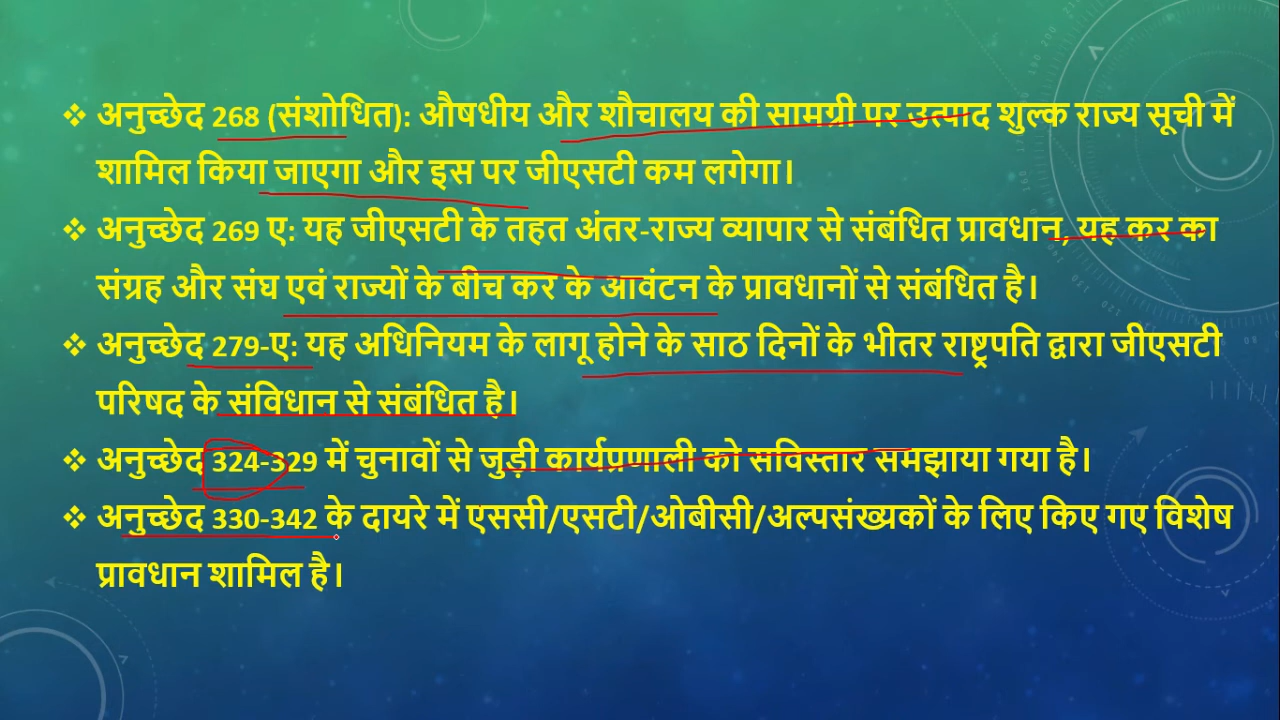 ❖ अनुच्छेद 268 (संशोधित): औषधीय और शौचालय की सामग्री पर उत्पाद शुल्क राज्य सूची में
शामिल किया जाएगा और इस पर जीएसटी कम लगेगा।
❖ अनुच्छेद 269 ए: यह जीएसटी के तहत अंतर-राज्य व्यापार से संबंधित प्रावधान, यह कर का
संग्रह और संघ एवं राज्यों के बीच कर के आवंटन के प्रावधानों से संबंधित है।
❖ अनुच्छेद 279-ए: यह अधिनियम के लागू होने के साठ दिनों के भीतर राष्ट्रपति द्वारा जीएसटी
परिषद के संविधान से संबंधित है।
❖ अनुच्छेद 324-329 में चुनावों से जुड़ी कार्यप्रणाली को सविस्तार समझाया गया है।
❖ अनुच्छेद 330-342 के दायरे में एससी/एसटी/ओबीसी/अल्पसंख्यकों के लिए किए गए विशेष
प्रावधान शामिल है।